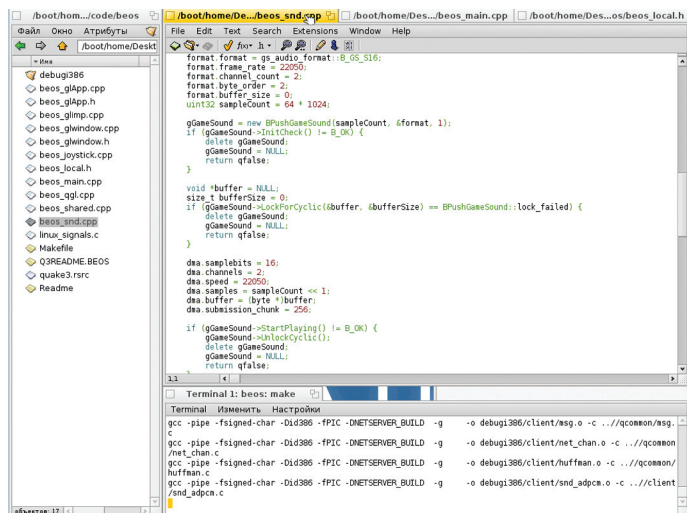 /boot/hom...code/beos
/boot/home/De.../beos_snd.cpp
/boot/home/Des.../beos_main.cpp
/boot/home/Des...os/beos_local.h
Файл Окно Атрибуты
/boot/home/Deskt
Имя
debugi386
beos_glApp.cpp
beos_glApp.h
beos_glimp.cpp
beos_glwindow.cpp
beos_glwindow.h
beos_joystick.cpp
beos_local.h
beos_main.cpp
beos_qgl.cpp
beos_shared.cpp
beos_snd.cpp
linux_signals.c
Makefile
Q3README.BEOS
quake3.rsrc
Readme
объектов: 17
File Edit Text Search Extensions Window Help
format.format = gs_audio_format::B_GS_S16;
format.frame_rate = 22050;
format.channel_count = 2;
format.byte_order = 2;
format.buffer_size = 0;
uint32 sampleCount = 64 * 1024;
gGameSound = new BPushGameSound(sampleCount, &format, 1);
if (gGameSound->InitCheck() != B_OK) {
delete gGameSound;
gGameSound = NULL;
return qfalse;
}
void *buffer = NULL;
size_t bufferSize = 0;
if (gGameSound->LockForCyclic(&buffer, &bufferSize) == BPushGameSound::lock_failed) {
delete gGameSound;
gGameSound = NULL;
return qfalse;
}
dma.samplebits = 16;
dma.channels = 2;
dma.speed = 22050;
dma.samples = sampleCount << 1;
dma.buffer = (byte *)buffer;
dma.submission_chunk = 256;
if (gGameSound->StartPlaying() != B_OK) {
gGameSound->UnlockCyclic();
delete gGameSound;
gGameSound = NULL;
return qfalse;
}
1,1
Terminal 1: beos: make
Terminal Изменить Настройки
gcc -pipe -fsigned-char -Did386 -fPIC -DNETSERVER_BUILD -g -o debugi386/client/msg.o -c ..//qcommon/msg.
c
gcc -pipe -fsigned-char -Did386 -fPIC -DNETSERVER_BUILD -g -o debugi386/client/net_chan.o -c ..//qcommon
/net_chan.c
gcc -pipe -fsigned-char -Did386 -fPIC -DNETSERVER_BUILD -g -o debugi386/client/huffman.o -c ..//qcommon/
huffman.c
gcc -pipe -fsigned-char -Did386 -fPIC -DNETSERVER_BUILD -g -o debugi386/client/snd_adpcm.o -c ..//client
/snd_adpcm.c